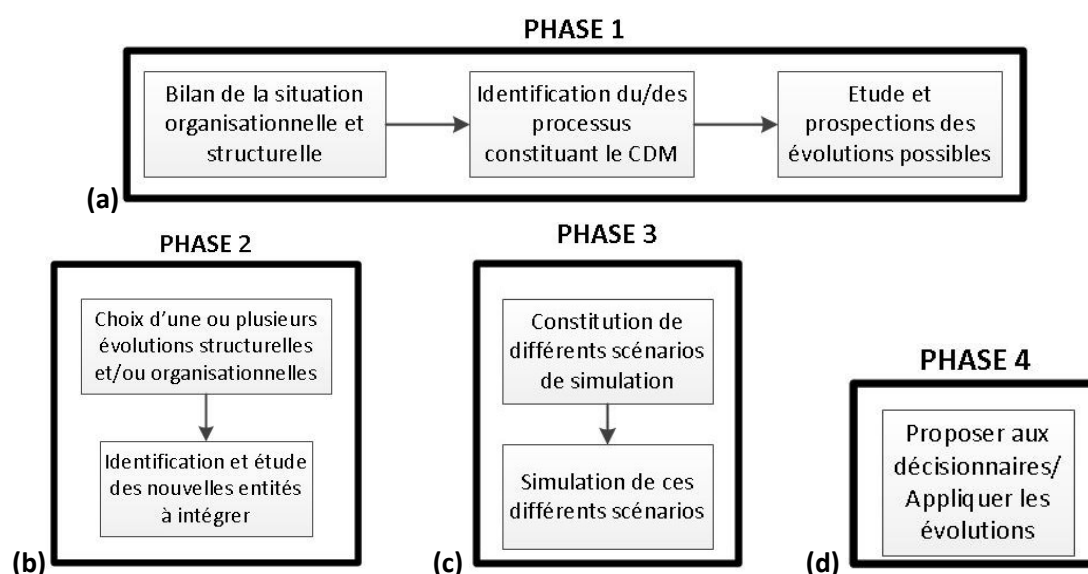 PHASE 1
Bilan de la situation
organisationnelle et
structurelle
Identification du/des
processus
constituant le CDM
Etude et
prospections des
évolutions possibles
(a)
PHASE 2
Choix d'une ou plusieurs
évolutions structurelles
et/ou organisationnelles
Identification et étude
des nouvelles entités
à intégrer
(b)
PHASE 3
Constitution de
différents scénarios
de simulation
Simulation de ces
différents scénarios
(c)
PHASE 4
Proposer aux
décisionnaires/
Appliquer les
évolutions
(d)